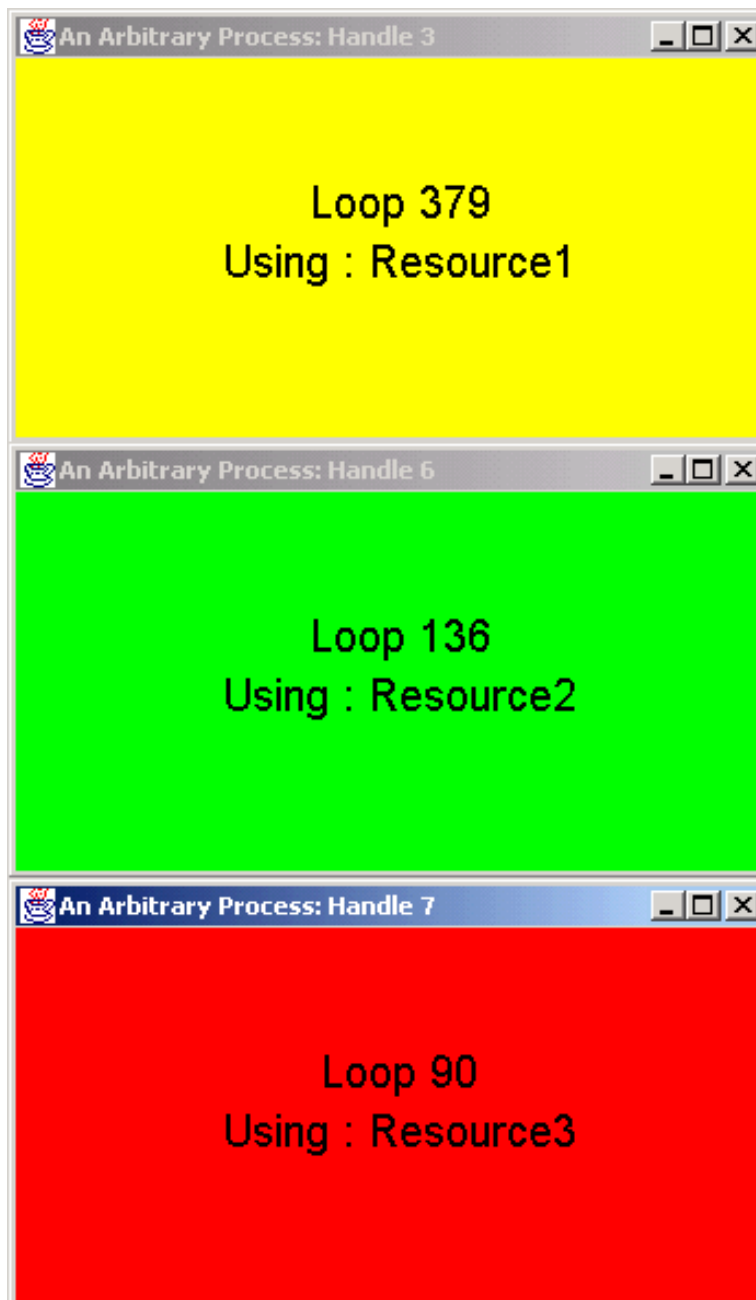 An Arbitrary Process: Handle 3
Loop 379
Using : Resource1
An Arbitrary Process: Handle 6
Loop 136
Using : Resource2
An Arbitrary Process: Handle 7
Loop 90
Using : Resource3